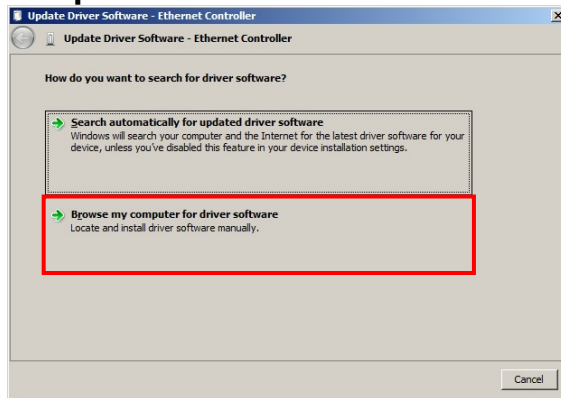 Update Driver Software - Ethernet Controller
Update Driver Software - Ethernet Controller
How do you want to search for driver software?
Search automatically for updated driver software
Windows will search your computer and the Internet for the latest driver software for your
device, unless you've disabled this feature in your device installation settings.
Browse my computer for driver software
Locate and install driver software manually.
Cancel